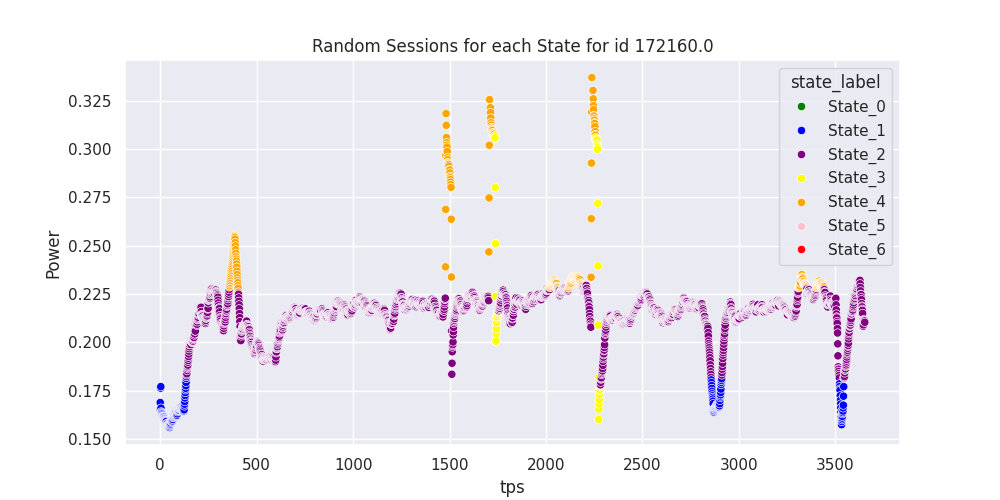 Random Sessions for each State for id 172160.0
Power
0.325
0.300
0.275
0.250
0.225
0.200
0.175
0.150
state_label
State_0
State_1
State_2
State_3
State_4
State_5
State_6
0
500
1000
1500
2000
2500
3000
3500
tps